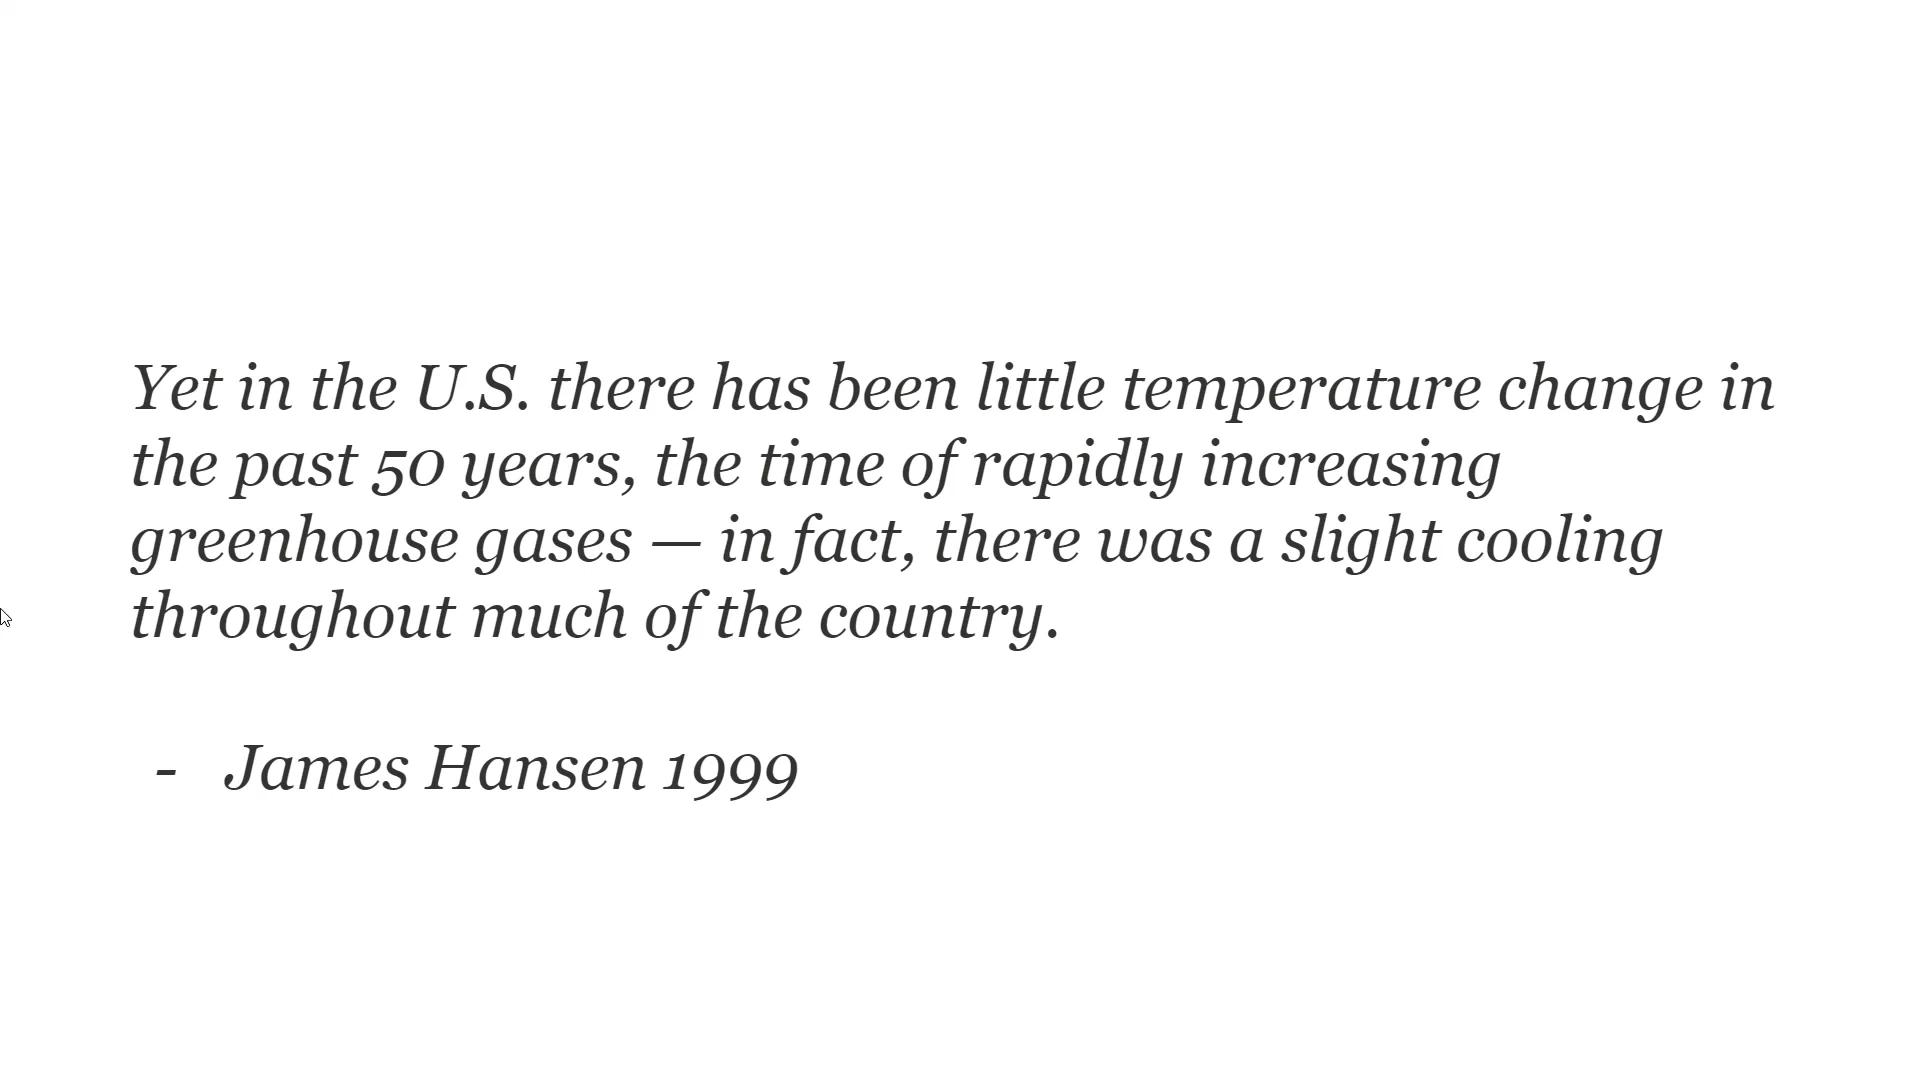 Yet in the U.S. there has been little temperature change in
the past 50 years, the time of rapidly increasing
greenhouse gases — in fact, there was a slight cooling
throughout much of the country.
- James Hansen 1999